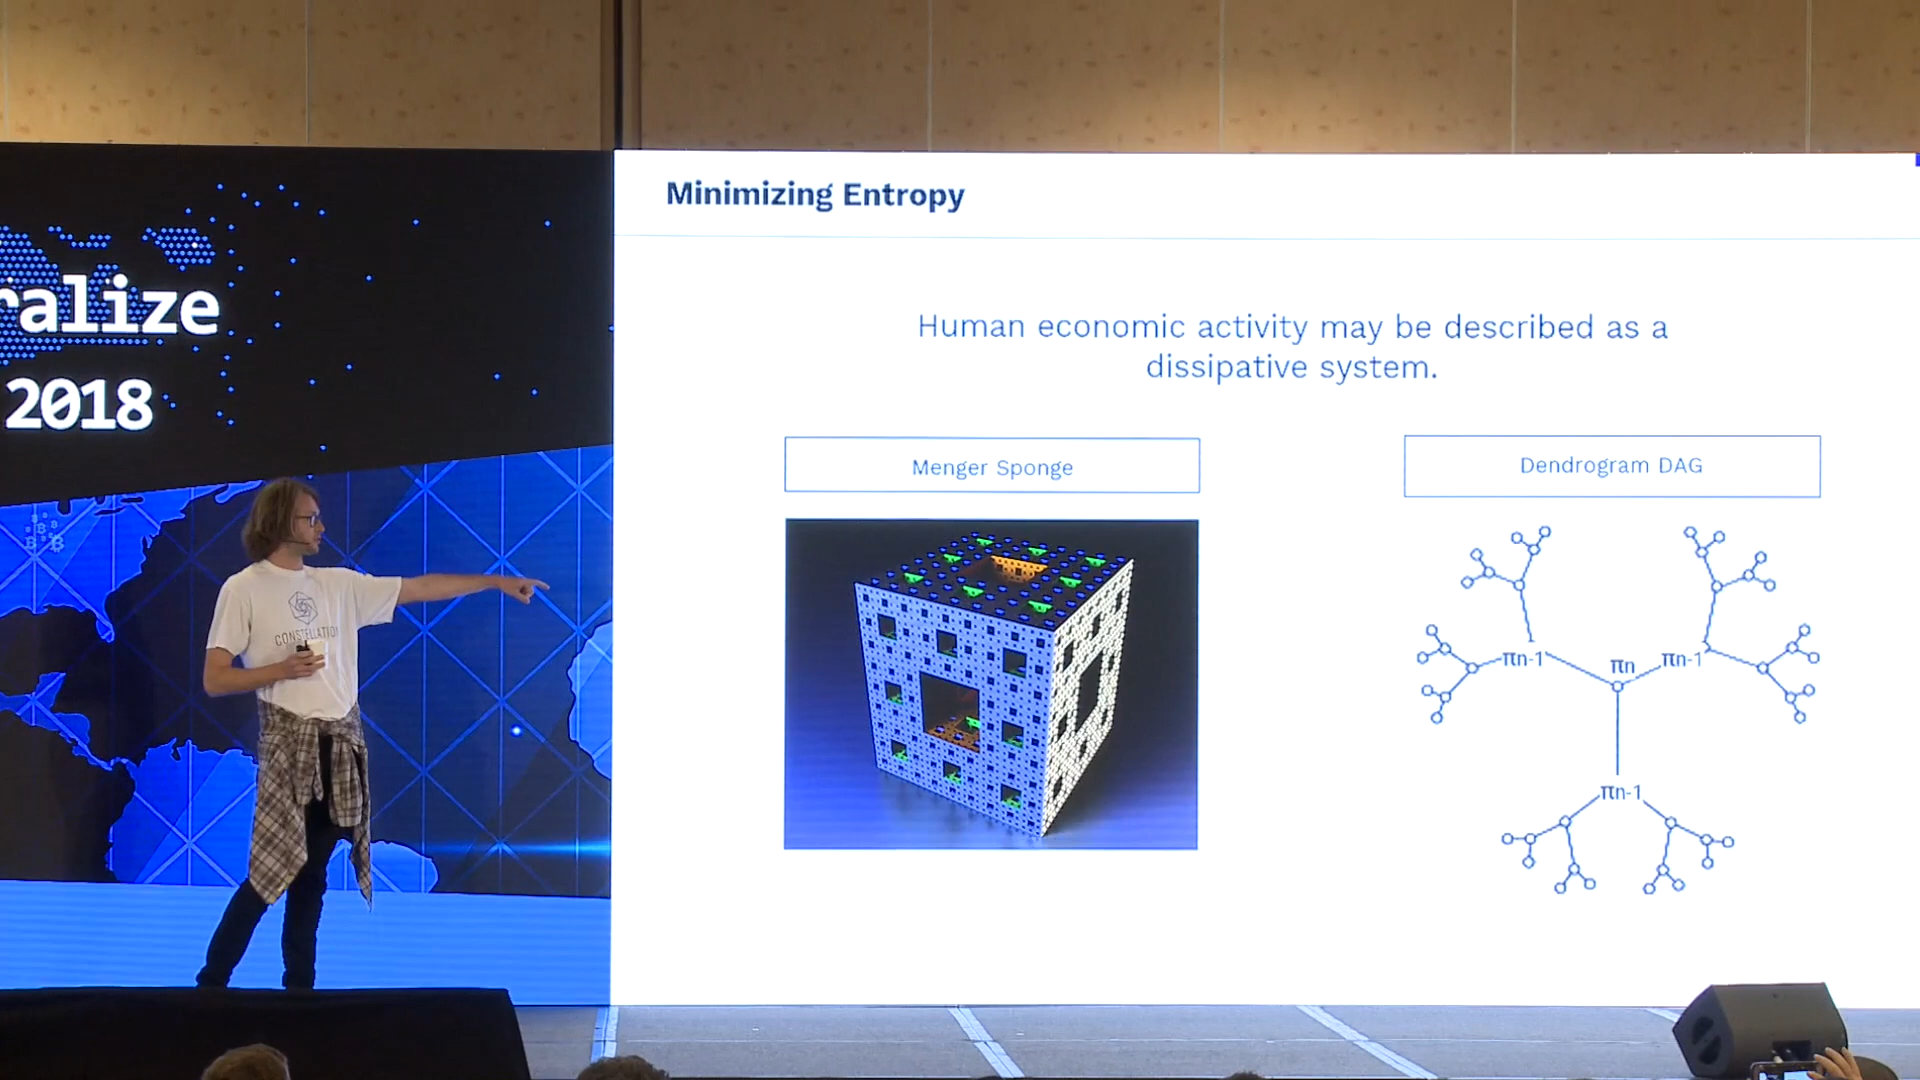 ralize
2018
CONSTELLATION
Minimizing Entropy
Human economic activity may be described as a
dissipative system.
Menger Sponge
Dendrogram DAG
πn-1
πn
πn-1
πn-1